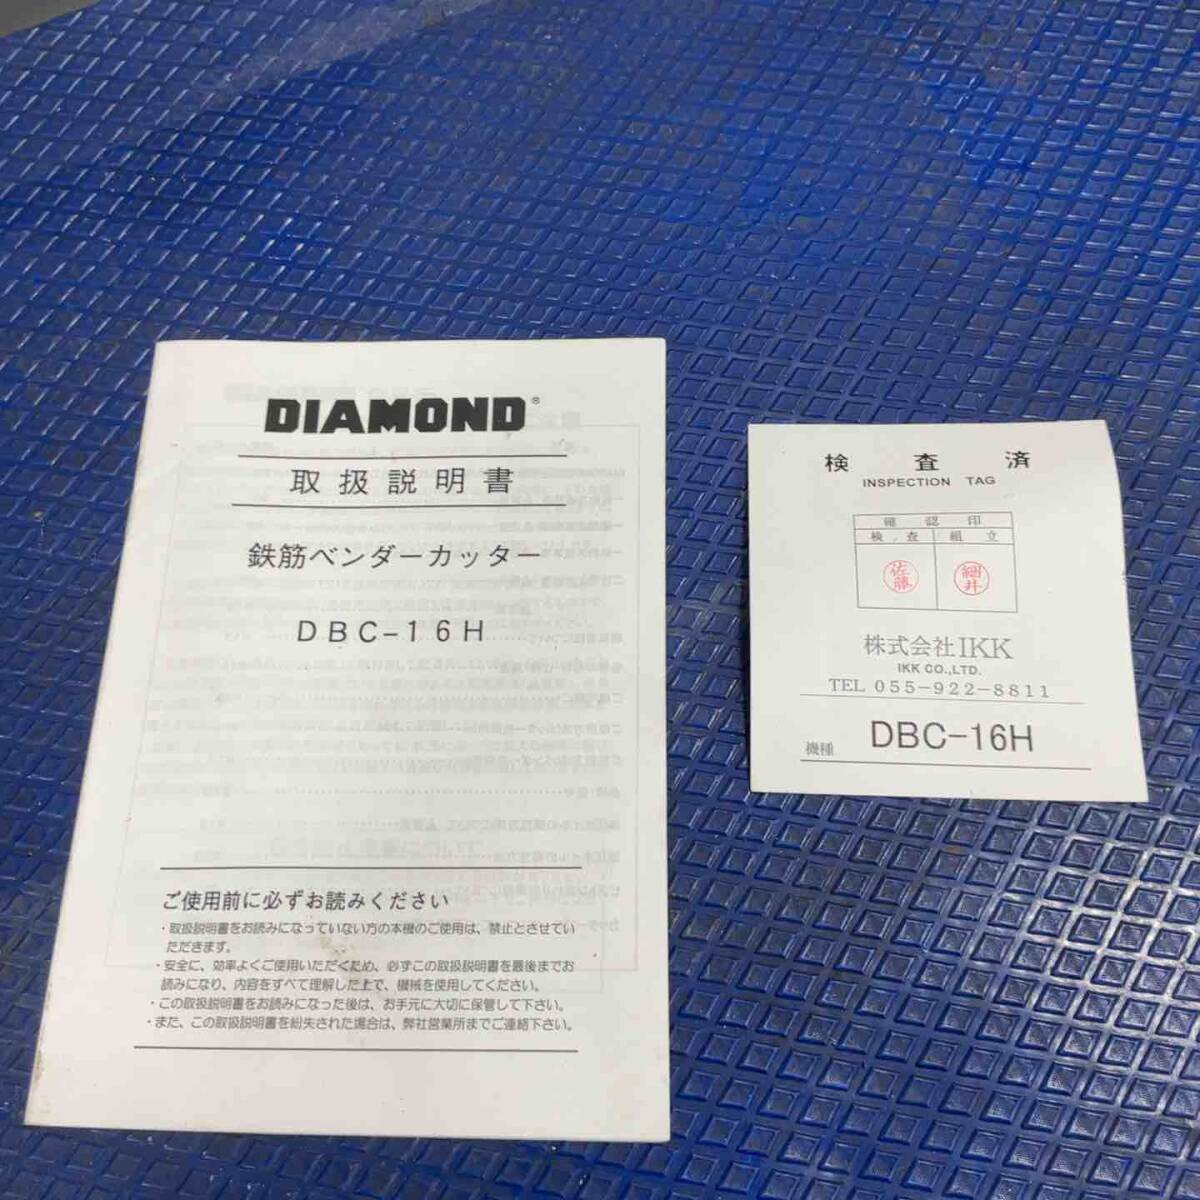 DIAMOND®
取扱説明書
鉄筋ベンダーカッター
DBC-16H
ご使用前に必ずお読みください
・取扱説明書をお読みになっていない方の本機のご使用は、禁止とさせてい
ただきます。
・安全に、効率よくご使用いただくため、必ずこの取扱説明書を最後までお
読みになり、内容をすべて理解した上で、機械を使用してください。
・この取扱説明書をお読みになった後は、お手元に大切に保管して下さい。
・また、この取扱説明書を紛失された場合は、弊社営業所までご連絡下さい。
検査済
INSPECTION TAG
確認印
検査 組立
佐藤 細井
株式会社IKK
IKK CO.,LTD.
TEL 055-922-8811
機種 DBC-16H